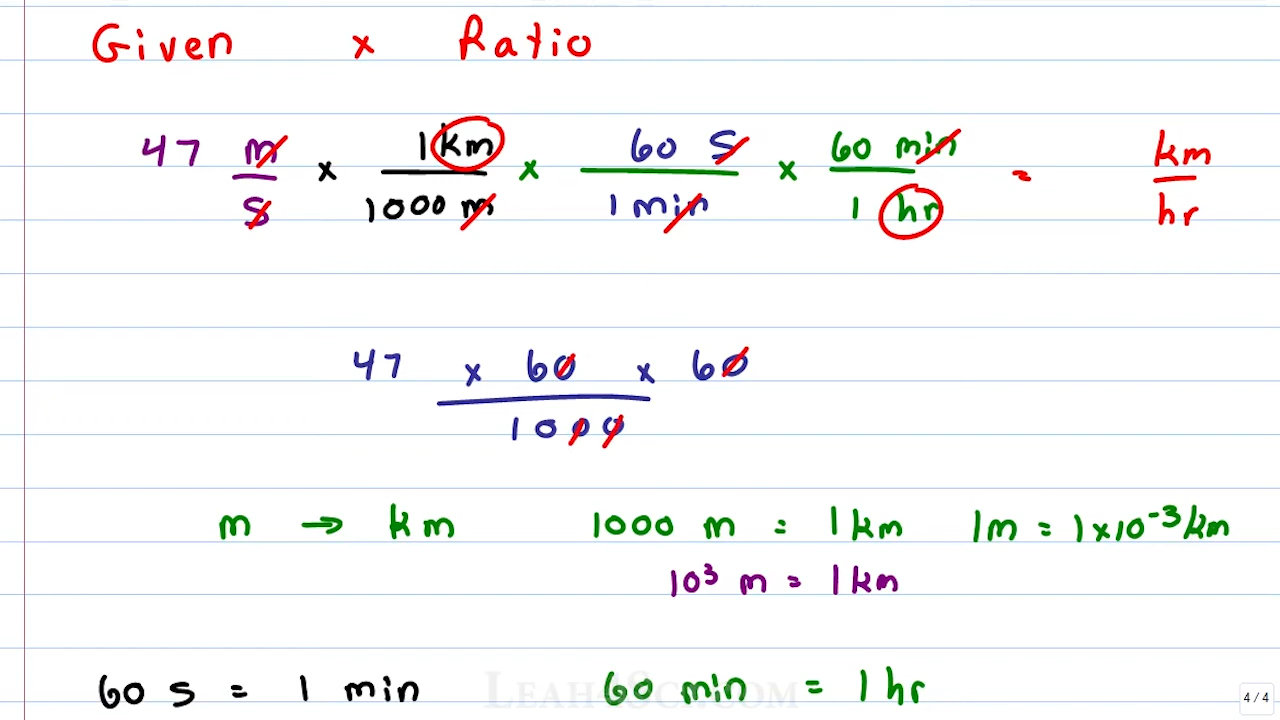 Given x Ratio
47 m/s x 1 km/1000 m x 60 s/1 min x 60 min/1 hr = km/hr
47 x 60 x 60
1000
m → km 1000 m = 1 km 1m = 1x10⁻³ km
10³ m = 1 km
60 s = 1 min 60 min = 1 hr
LEAH4SCI.COM
4 / 4